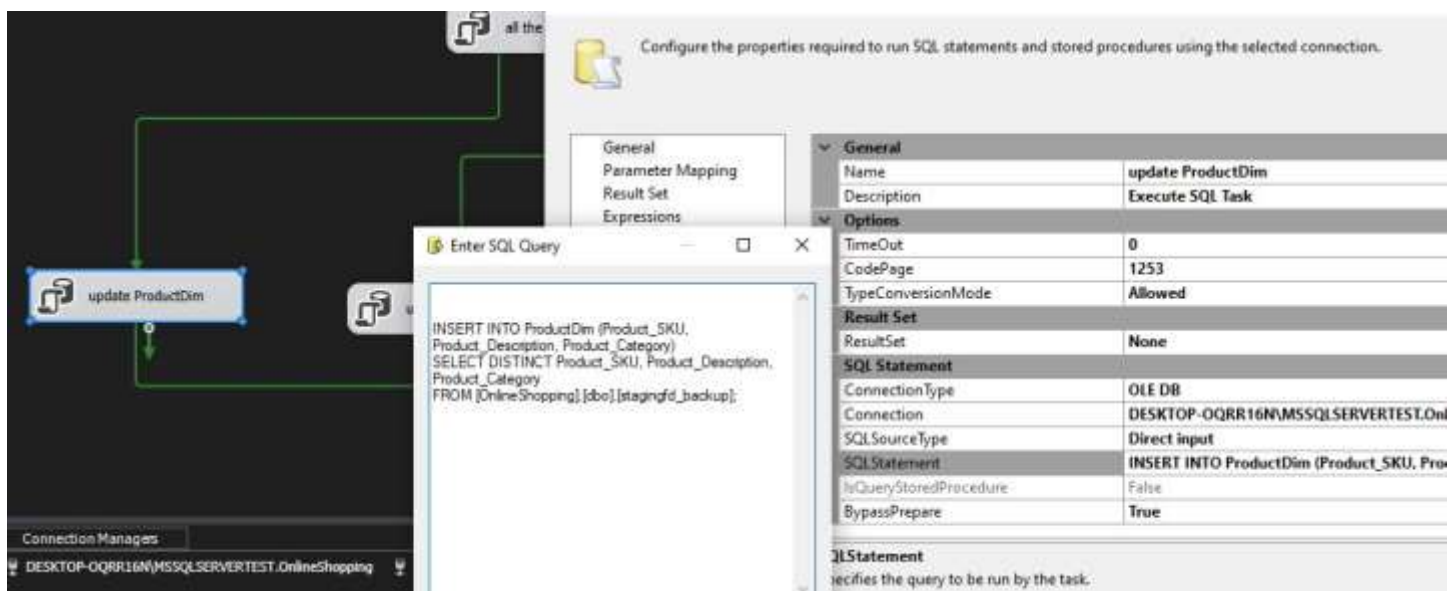 all the
Configure the properties required to run SQL statements and stored procedures using the selected connection.
General
Parameter Mapping
Result Set
Expressions
General
Name update ProductDim
Description Execute SQL Task
Options
TimeOut 0
CodePage 1253
TypeConversionMode Allowed
Result Set
ResultSet None
SQL Statement
ConnectionType OLE DB
Connection DESKTOP-OQRR16N\MSSQLSERVERTEST.Onl
SQLSourceType Direct input
SQLStatement INSERT INTO ProductDim (Product_SKU, Pro
IsQueryStoredProcedure False
BypassPrepare True
SQLStatement
pecifies the query to be run by the task.
update ProductDim
Enter SQL Query
INSERT INTO ProductDim (Product_SKU,
Product_Description, Product_Category)
SELECT DISTINCT Product_SKU, Product_Description,
Product_Category
FROM [OnlineShopping].[dbo].[stagingfd_backup];
Connection Managers
DESKTOP-OQRR16N\MSSQLSERVERTEST.OnlineShopping